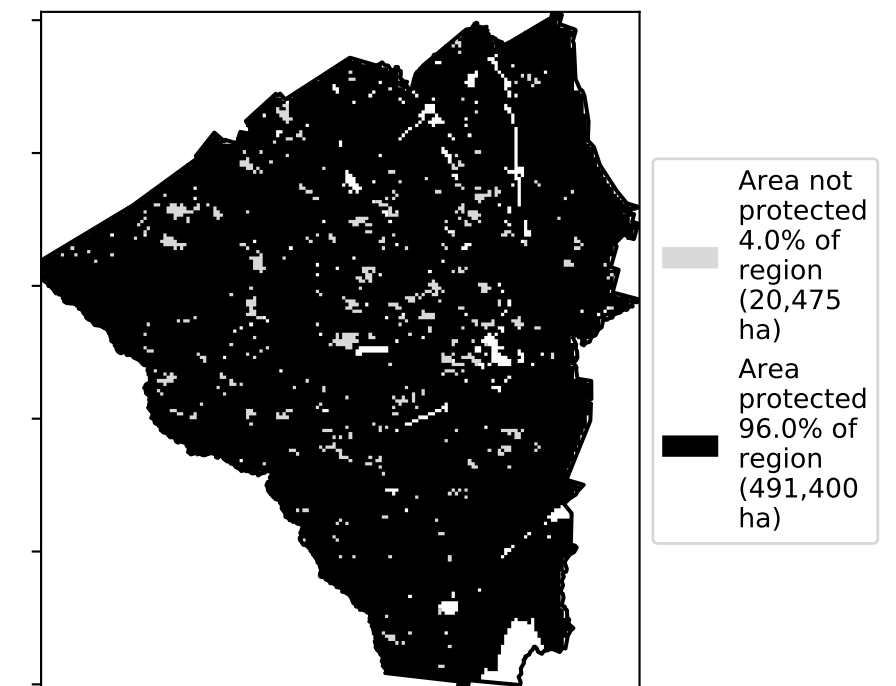 Area not
protected
4.0% of
region
(20,475
ha)
Area
protected
96.0% of
region
(491,400
ha)